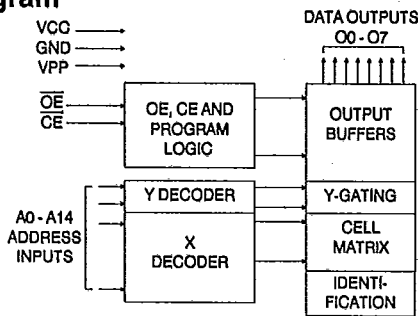 gram
DATA OUTPUTS
O0 - O7
VCC
GND
VPP
OE
CE
OE, CE AND
PROGRAM
LOGIC
OUTPUT
BUFFERS
A0 - A14
ADDRESS
INPUTS
Y DECODER
X
DECODER
Y-GATING
CELL
MATRIX
IDENTI-
FICATION